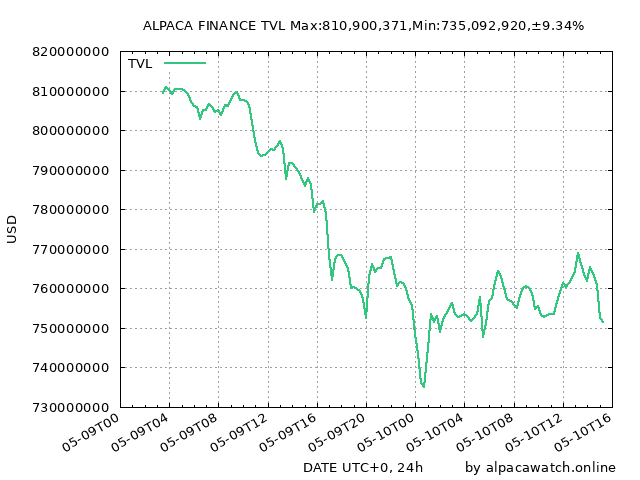 ALPACA FINANCE TVL Max:810,900,371,Min:735,092,920,±9.34%
TVL
820000000
810000000
800000000
790000000
780000000
770000000
760000000
750000000
740000000
730000000
USD
05-09T00
05-09T04
05-09T08
05-09T12
05-09T16
05-09T20
05-10T00
05-10T04
05-10T08
05-10T12
05-10T16
DATE UTC+0, 24h
by alpacawatch.online